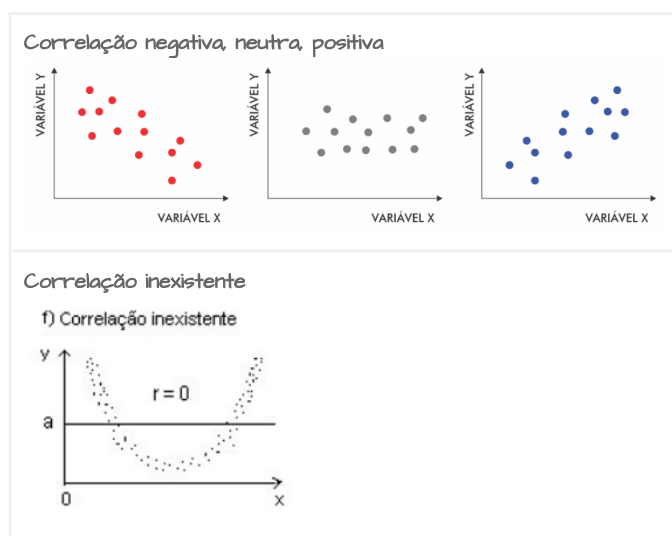 Correlação negativa, neutra, positiva
VARIÁVEL Y
VARIÁVEL X
VARIÁVEL Y
VARIÁVEL X
VARIÁVEL Y
VARIÁVEL X
Correlação inexistente
f) Correlação inexistente
y
r = 0
a
0
x